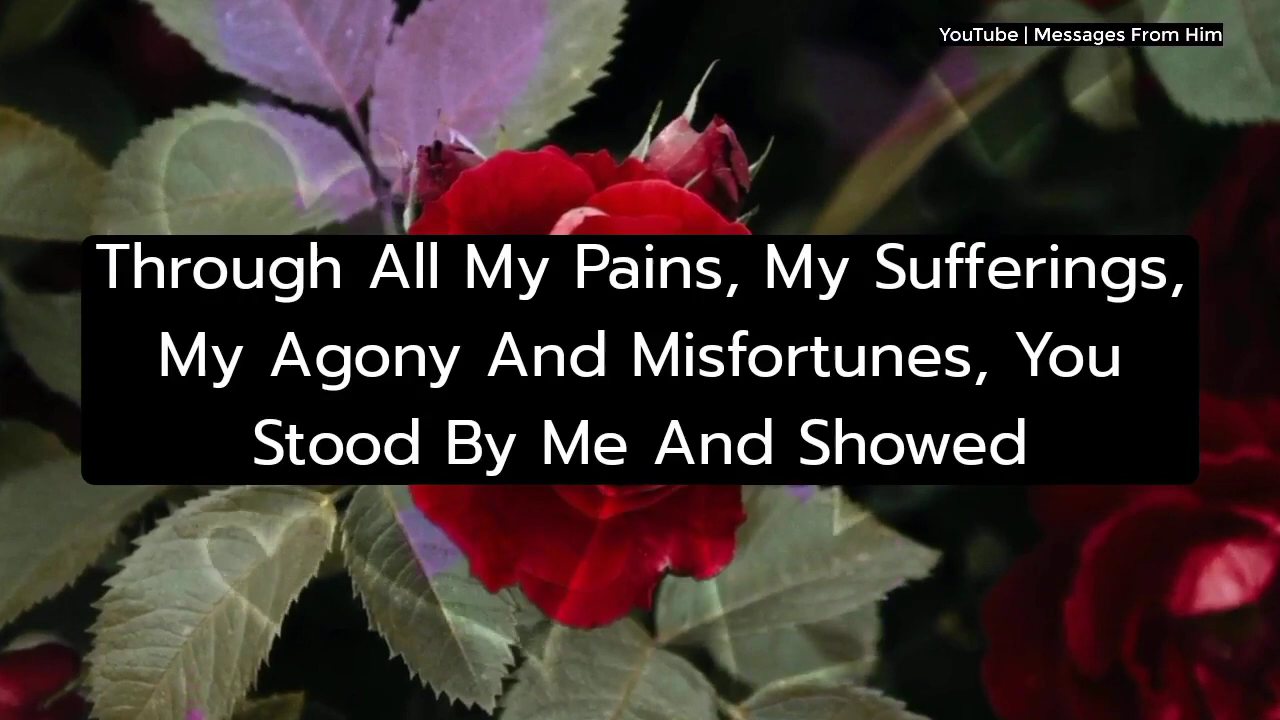 YouTube | Messages From Him
Through All My Pains, My Sufferings,
My Agony And Misfortunes, You
Stood By Me And Showed